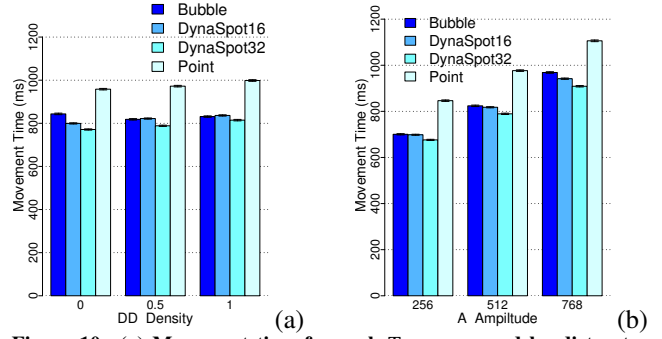 Bubble
DynaSpot16
DynaSpot32
Point
Movement Time (ms)
0
200
400
600
800
1000
1200
0
0.5
1
DD Density
(a)
Bubble
DynaSpot16
DynaSpot32
Point
Movement Time (ms)
0
200
400
600
800
1000
1200
256
512
768
A Ampiltude
(b)